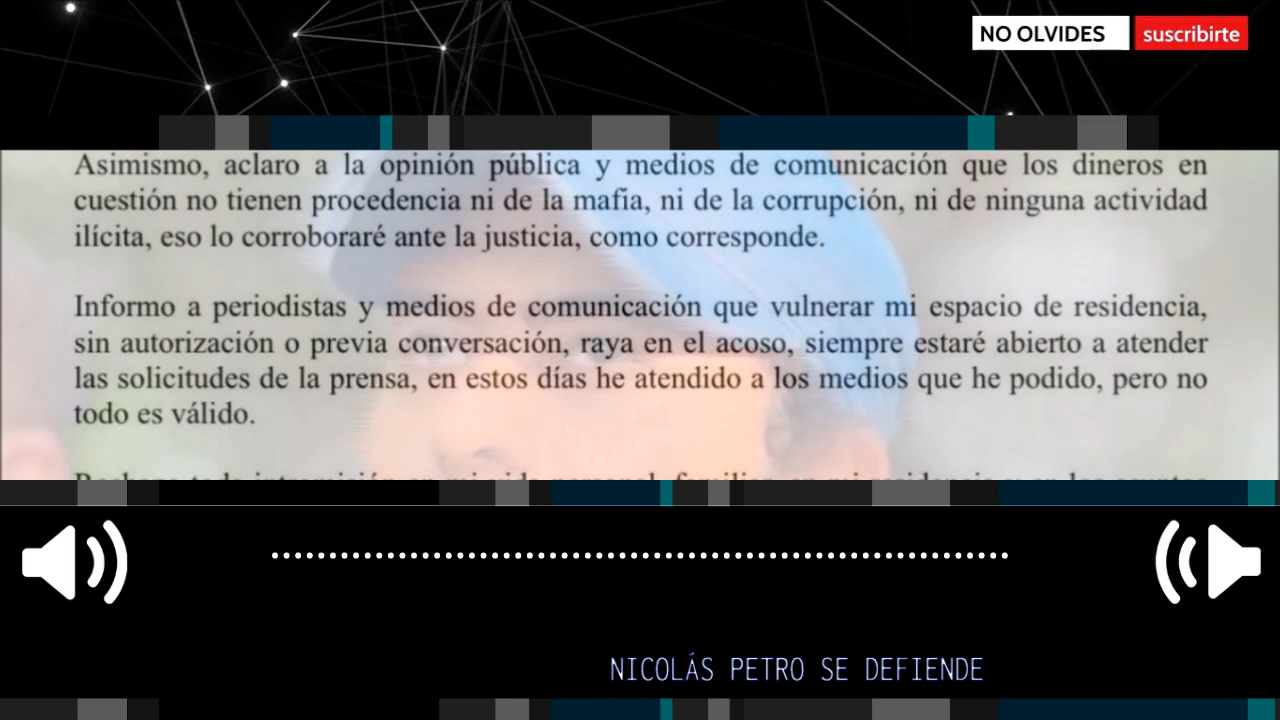 NO OLVIDES suscribirte
Asimismo, aclaro a la opinión pública y medios de comunicación que los dineros en
cuestión no tienen procedencia ni de la mafia, ni de la corrupción, ni de ninguna actividad
ilícita, eso lo corroboraré ante la justicia, como corresponde.
Informo a periodistas y medios de comunicación que vulnerar mi espacio de residencia,
sin autorización o previa conversación, raya en el acoso, siempre estaré abierto a atender
las solicitudes de la prensa, en estos días he atendido a los medios que he podido, pero no
todo es válido.
NICOLÁS PETRO SE DEFIENDE